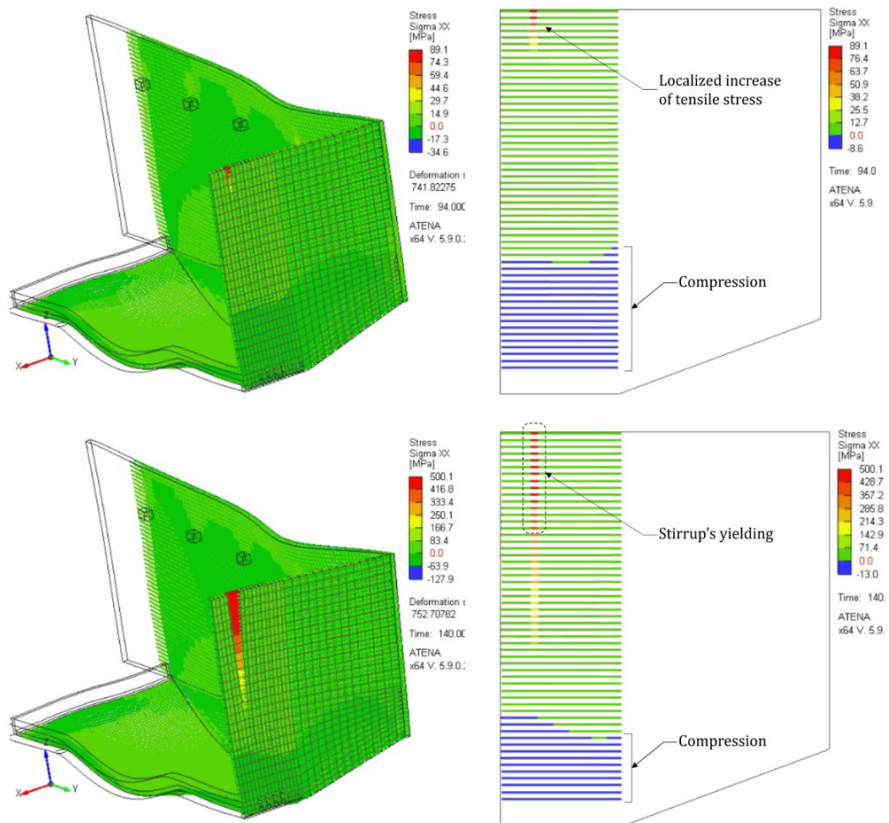 Stress
Sigma XX
[MPa]
89.1
74.3
59.4
44.6
29.7
14.9
0.0
-17.3
-34.6
Deformation s
741.82275
Time: 94.000
ATENA
x64 V. 5.9.0.
X
Y
Localized increase
of tensile stress
Compression
Stress
Sigma XX
[MPa]
89.1
76.4
63.7
50.9
38.2
25.5
12.7
0.0
-8.6
Time: 94.0
ATENA
x64 V. 5.9.
Stress
Sigma XX
[MPa]
500.1
416.8
333.4
250.1
166.7
83.4
0.0
-63.9
-127.9
Deformation s
752.70782
Time: 140.00
ATENA
x64 V. 5.9.0.
X
Y
Stirrup's yielding
Compression
Stress
Sigma XX
[MPa]
500.1
428.7
357.2
285.8
214.3
142.9
71.4
0.0
-13.0
Time: 140.
ATENA
x64 V. 5.9.